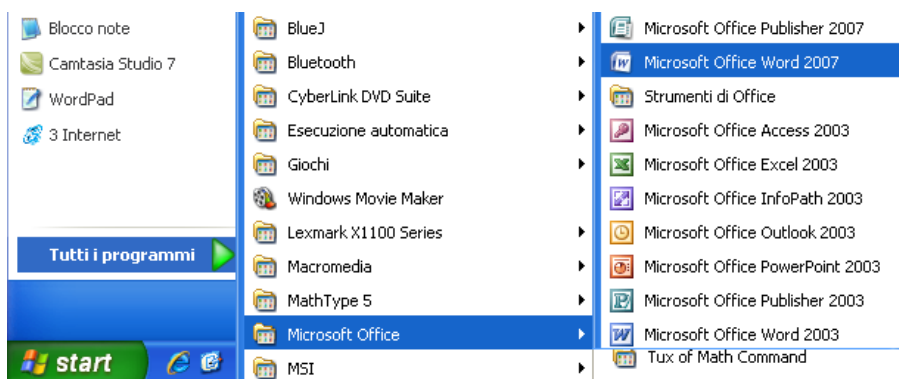 Blocco note
Camtasia Studio 7
WordPad
3 Internet
Tutti i programmi
start
BlueJ
Bluetooth
CyberLink DVD Suite
Esecuzione automatica
Giochi
Windows Movie Maker
Lexmark X1100 Series
Macromedia
MathType 5
Microsoft Office
MSI
Microsoft Office Publisher 2007
Microsoft Office Word 2007
Strumenti di Office
Microsoft Office Access 2003
Microsoft Office Excel 2003
Microsoft Office InfoPath 2003
Microsoft Office Outlook 2003
Microsoft Office PowerPoint 2003
Microsoft Office Publisher 2003
Microsoft Office Word 2003
Tux of Math Command